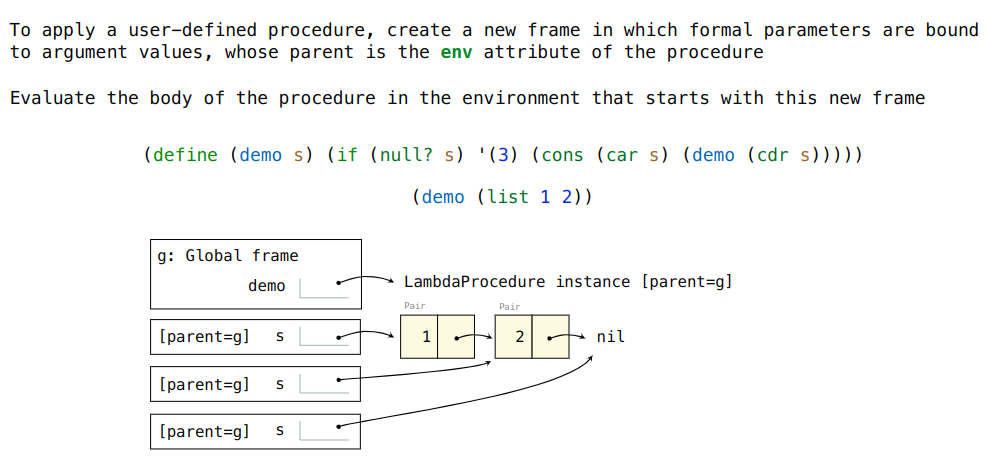 To apply a user-defined procedure, create a new frame in which formal parameters are bound
to argument values, whose parent is the env attribute of the procedure
Evaluate the body of the procedure in the environment that starts with this new frame
(define (demo s) (if (null? s) '(3) (cons (car s) (demo (cdr s)))))
(demo (list 1 2))
g: Global frame
demo
LambdaProcedure instance [parent=g]
Pair
Pair
[parent=g] s
1
2
nil
[parent=g] s
[parent=g] s